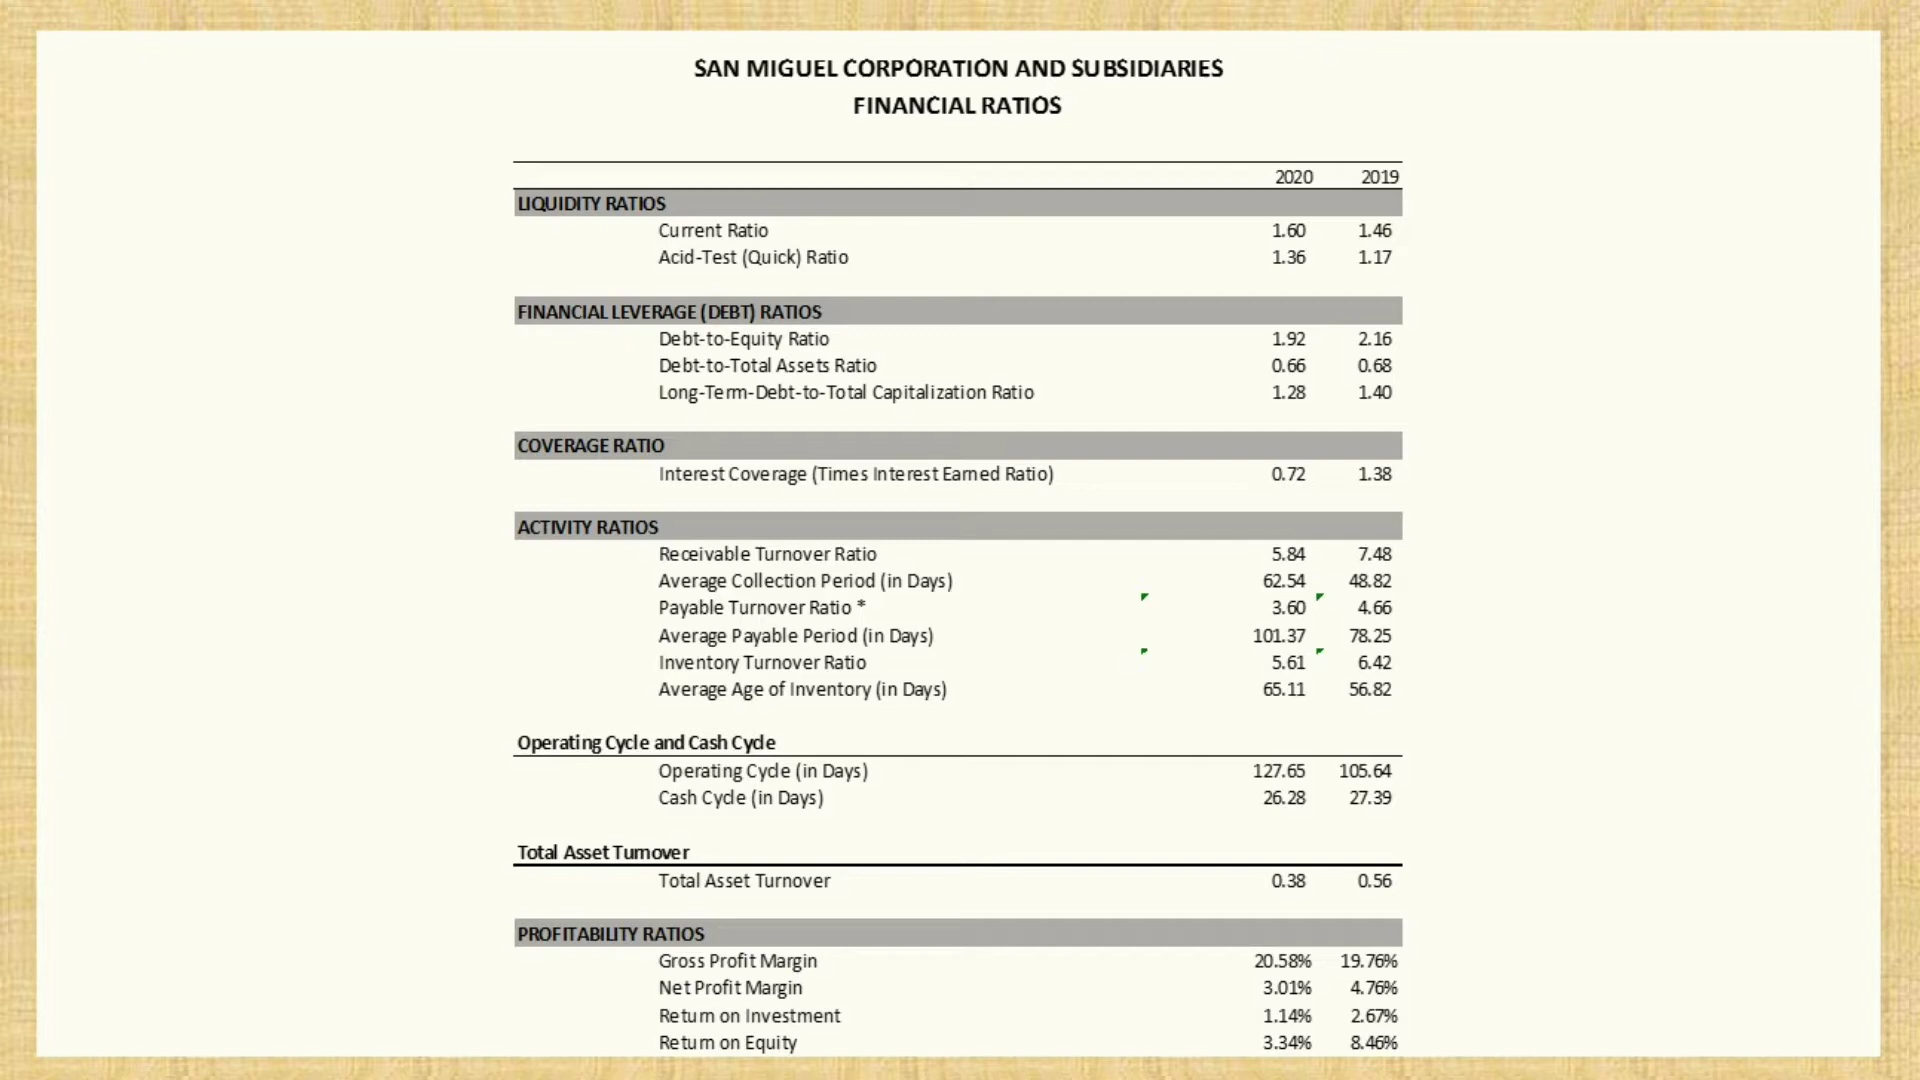 SAN MIGUEL CORPORATION AND SUBSIDIARIES
FINANCIAL RATIOS
2020 2019
LIQUIDITY RATIOS
Current Ratio 1.60 1.46
Acid-Test (Quick) Ratio 1.36 1.17
FINANCIAL LEVERAGE (DEBT) RATIOS
Debt-to-Equity Ratio 1.92 2.16
Debt-to-Total Assets Ratio 0.66 0.68
Long-Term-Debt-to-Total Capitalization Ratio 1.28 1.40
COVERAGE RATIO
Interest Coverage (Times Interest Earned Ratio) 0.72 1.38
ACTIVITY RATIOS
Receivable Turnover Ratio 5.84 7.48
Average Collection Period (in Days) 62.54 48.82
Payable Turnover Ratio * 3.60 4.66
Average Payable Period (in Days) 101.37 78.25
Inventory Turnover Ratio 5.61 6.42
Average Age of Inventory (in Days) 65.11 56.82
Operating Cycle and Cash Cycle
Operating Cycle (in Days) 127.65 105.64
Cash Cycle (in Days) 26.28 27.39
Total Asset Turnover
Total Asset Turnover 0.38 0.56
PROFITABILITY RATIOS
Gross Profit Margin 20.58% 19.76%
Net Profit Margin 3.01% 4.76%
Return on Investment 1.14% 2.67%
Return on Equity 3.34% 8.46%